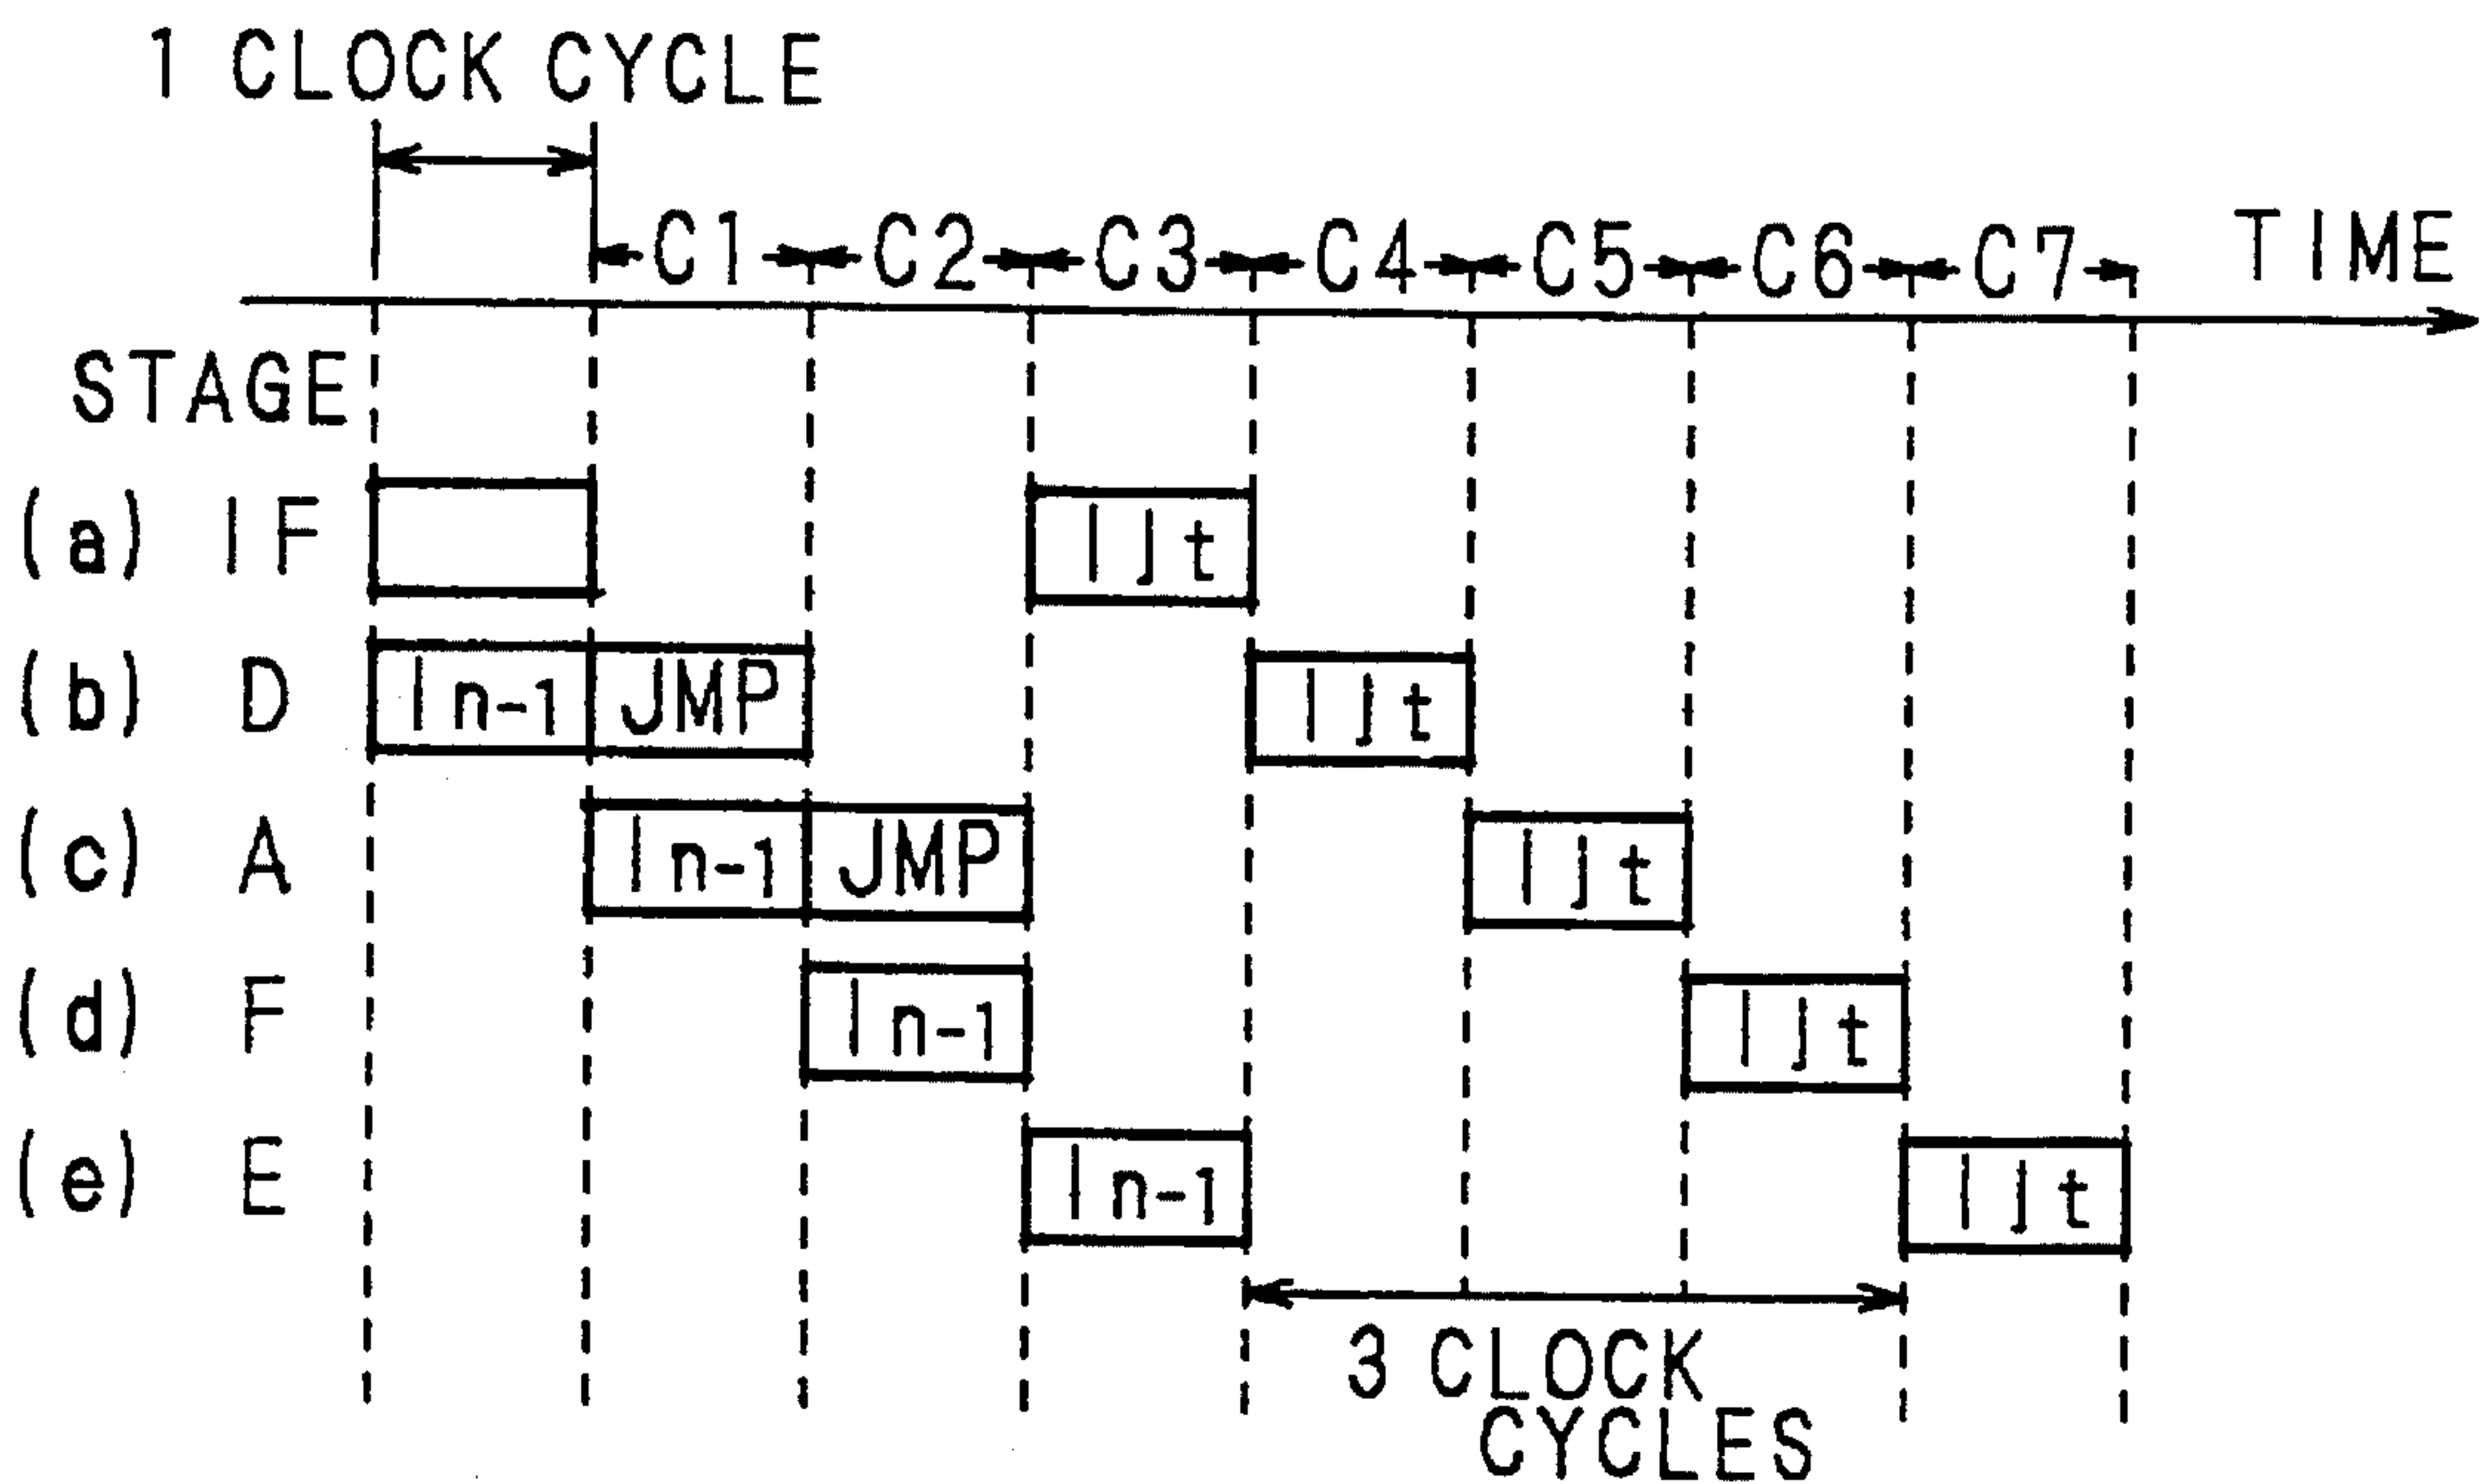 1 CLOCK CYCLE
C1 C2 C3 C4 C5 C6 C7 TIME
STAGE
(a) IF Ijt
(b) D In-1 JMP Ijt
(c) A In-1 JMP Ijt
(d) F In-1 Ijt
(e) E In-1 Ijt
3 CLOCK
CYCLES